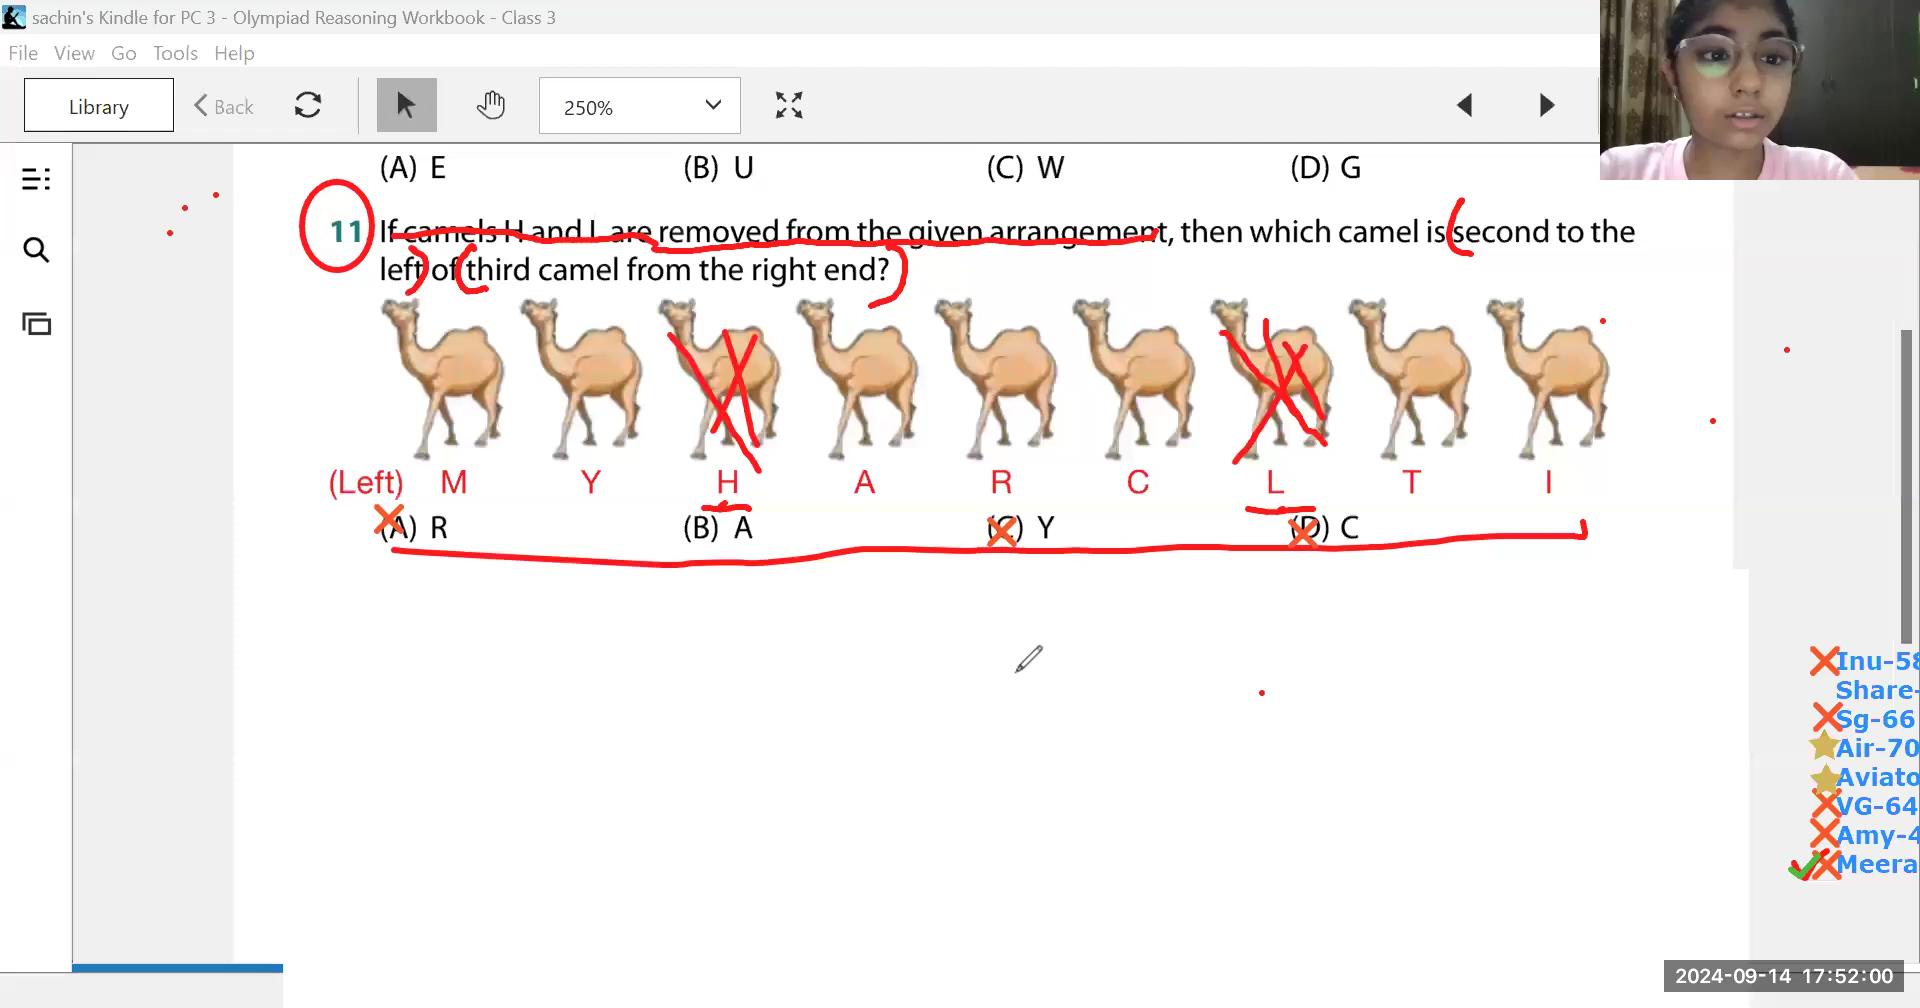 sachin's Kindle for PC 3 - Olympiad Reasoning Workbook - Class 3
File View Go Tools Help
Library Back 250%
(A) E (B) U (C) W (D) G
11 If camels H and L are removed from the given arrangement, then which camel is second to the
left of third camel from the right end?
(Left) M Y H A R C L T I
(A) R (B) A (C) Y (D) C
Inu-58
Share-
Sg-66
Air-70
Aviato
VG-64
Amy-4
Meera
2024-09-14 17:52:00